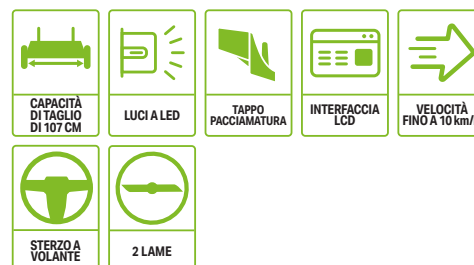 CAPACITÀ
DI TAGLIO
DI 107 CM
LUCI A LED
TAPPO
PACCIAMATURA
INTERFACCIA
LCD
VELOCITÀ
FINO A 10 km/
STERZO A
VOLANTE
2 LAME